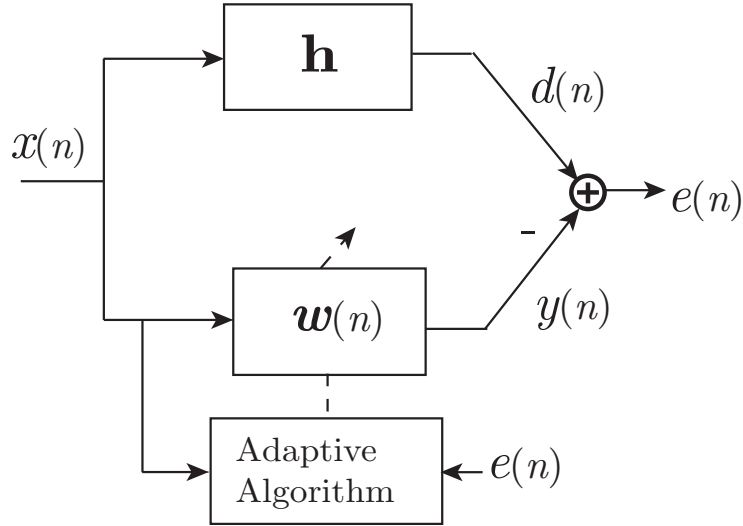 h
d(n)
x(n)
+
e(n)
-
w(n)
y(n)
Adaptive
Algorithm
e(n)